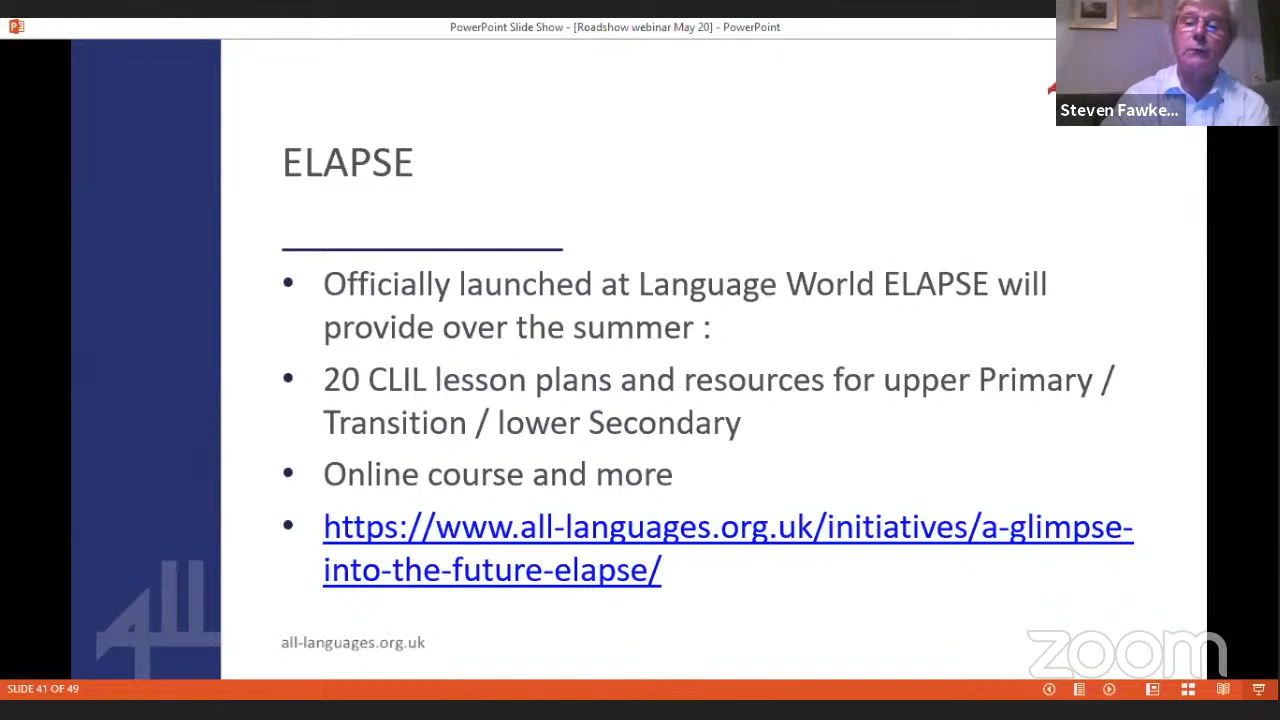 PowerPoint Slide Show - [Roadshow webinar May 20] - PowerPoint
Steven Fawke...
ELAPSE
• Officially launched at Language World ELAPSE will
provide over the summer :
• 20 CLIL lesson plans and resources for upper Primary /
Transition / lower Secondary
• Online course and more
• https://www.all-languages.org.uk/initiatives/a-glimpse-
into-the-future-elapse/
all-languages.org.uk
zoom
SLIDE 41 OF 49